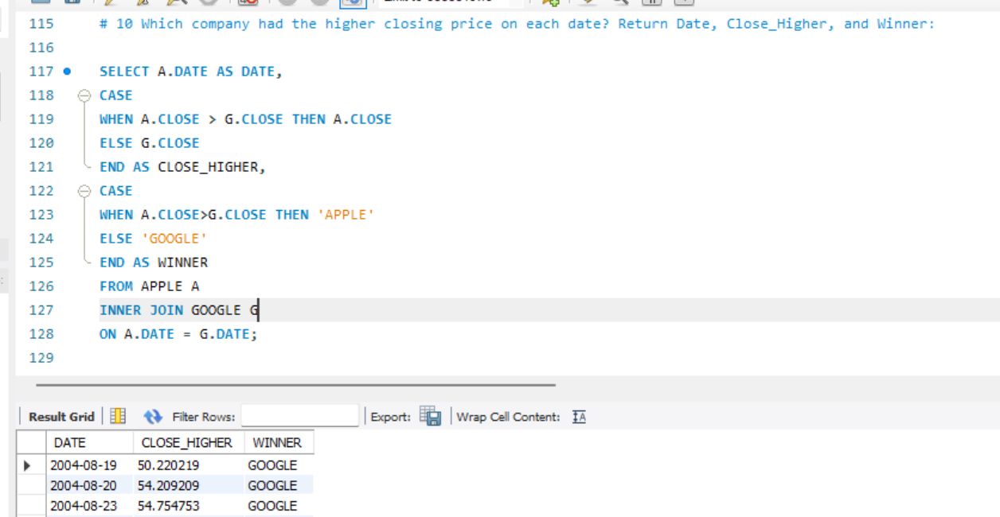 115 # 10 Which company had the higher closing price on each date? Return Date, Close_Higher, and Winner:
116
117 SELECT A.DATE AS DATE,
118 CASE
119 WHEN A.CLOSE > G.CLOSE THEN A.CLOSE
120 ELSE G.CLOSE
121 END AS CLOSE_HIGHER,
122 CASE
123 WHEN A.CLOSE>G.CLOSE THEN 'APPLE'
124 ELSE 'GOOGLE'
125 END AS WINNER
126 FROM APPLE A
127 INNER JOIN GOOGLE G
128 ON A.DATE = G.DATE;
129
Result Grid Filter Rows: Export: Wrap Cell Content:
DATE CLOSE_HIGHER WINNER
2004-08-19 50.220219 GOOGLE
2004-08-20 54.209209 GOOGLE
2004-08-23 54.754753 GOOGLE